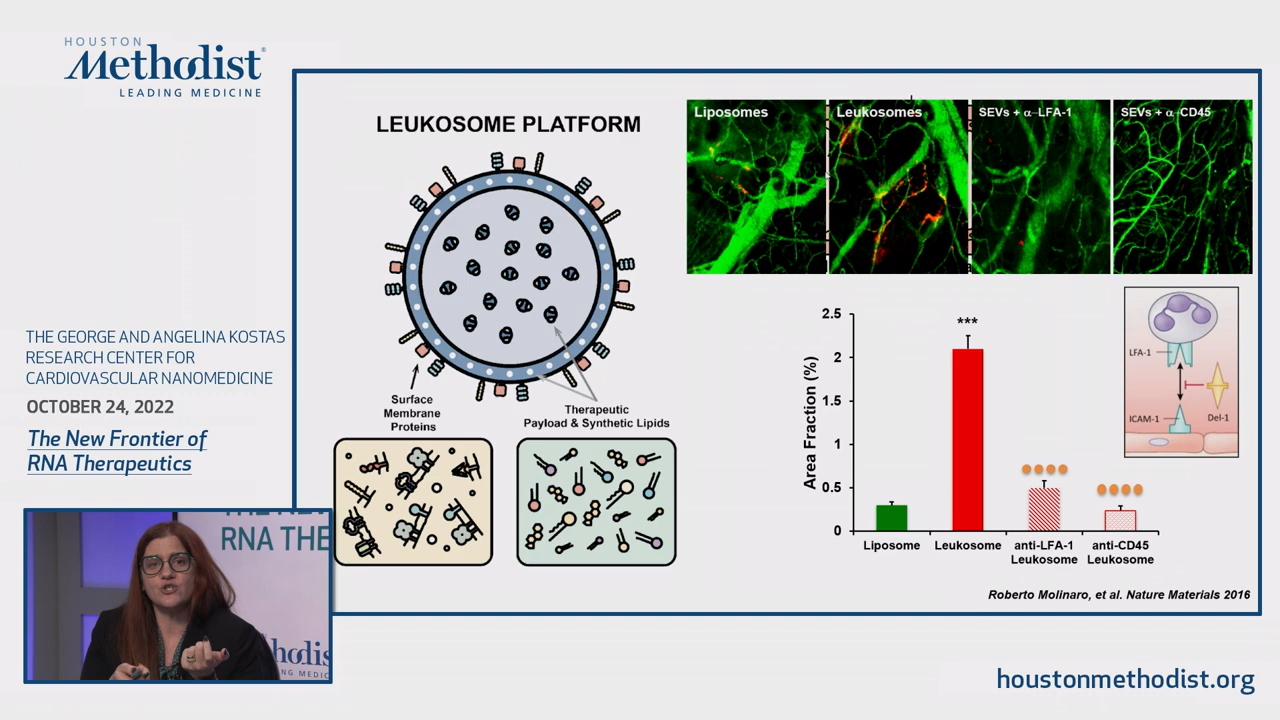 HOUSTON
Methodist®
LEADING MEDICINE
THE GEORGE AND ANGELINA KOSTAS
RESEARCH CENTER FOR
CARDIOVASCULAR NANOMEDICINE
OCTOBER 24, 2022
The New Frontier of
RNA Therapeutics
LEUKOSOME PLATFORM
Surface
Membrane
Proteins
Therapeutic
Payload & Synthetic Lipids
Liposomes
Leukosomes
SEVs + α-LFA-1
SEVs + α-CD45
Area Fraction (%)
2.5
2
1.5
1
0.5
0
***
Liposome
Leukosome
anti-LFA-1
Leukosome
anti-CD45
Leukosome
LFA-1
ICAM-1
Del-1
Roberto Molinaro, et al. Nature Materials 2016
RNA THE
hodis
NG MEDIC
houstonmethodist.org